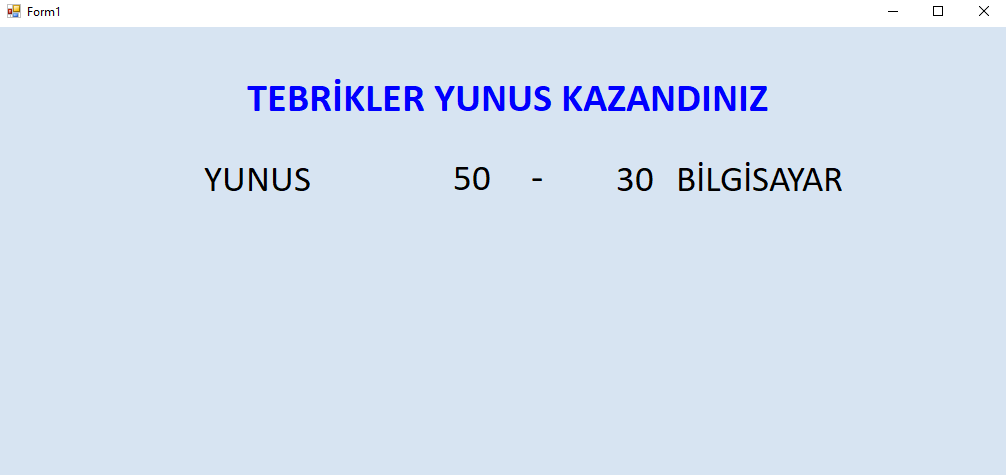 Form1
TEBRİKLER YUNUS KAZANDINIZ
YUNUS 50 - 30 BİLGİSAYAR